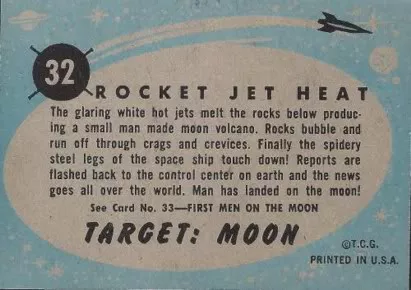 32
ROCKET JET HEAT
The glaring white hot jets melt the rocks below produc-
ing a small man made moon volcano. Rocks bubble and
run off through crags and crevices. Finally the spidery
steel legs of the space ship touch down! Reports are
flashed back to the control center on earth and the news
goes all over the world. Man has landed on the moon!
See Card No. 33—FIRST MEN ON THE MOON
TARGET: MOON
©T.C.G.
PRINTED IN U.S.A.